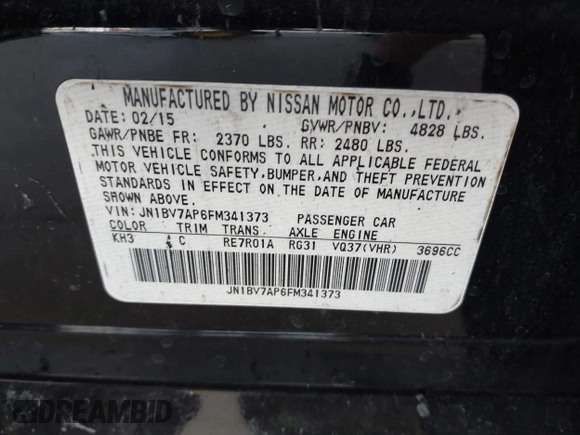 MANUFACTURED BY NISSAN MOTOR CO.,LTD.
DATE: 02/15 GVWR/PNBV: 4828 LBS.
GAWR/PNBE FR: 2370 LBS. RR: 2480 LBS.
THIS VEHICLE CONFORMS TO ALL APPLICABLE FEDERAL
MOTOR VEHICLE SAFETY,BUMPER,AND THEFT PREVENTION
STANDARDS IN EFFECT ON THE DATE OF MANUFACTURE
SHOWN ABOVE.
VIN: JN1BV7AP6FM341373 PASSENGER CAR
COLOR TRIM TRANS AXLE ENGINE
KH3 C RE7R01A RG31 VQ37(VHR) 3696CC
JN1BV7AP6FM341373
DREAMBID